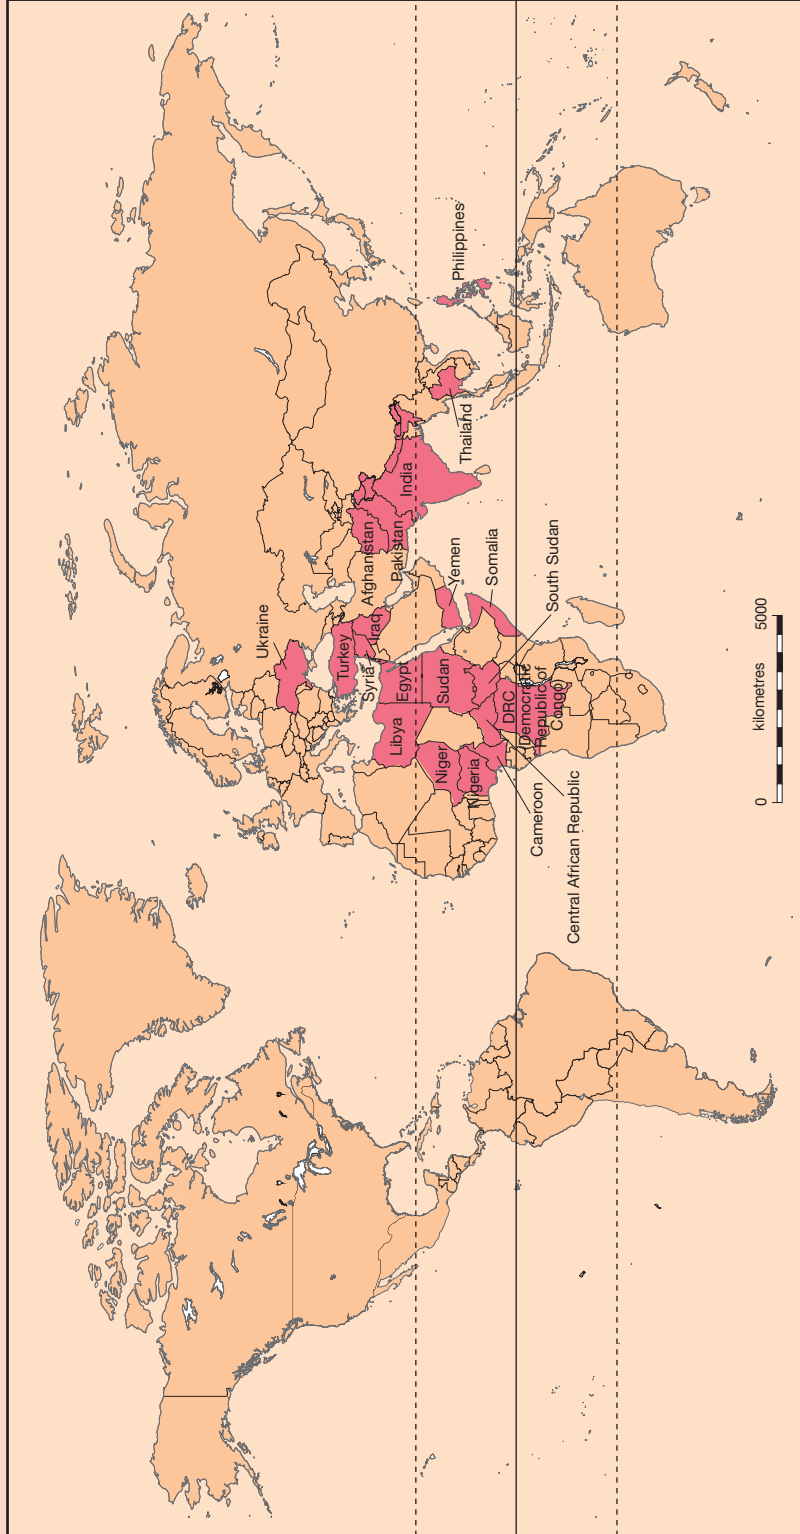 Ukraine
Turkey
Syria
Iraq
Afghanistan
Pakistan
India
Thailand
Philippines
Libya
Egypt
Yemen
Somalia
Niger
Nigeria
Sudan
South Sudan
DRC
(Democratic
Republic of
Congo)
Cameroon
Central African Republic
0
kilometres
5000